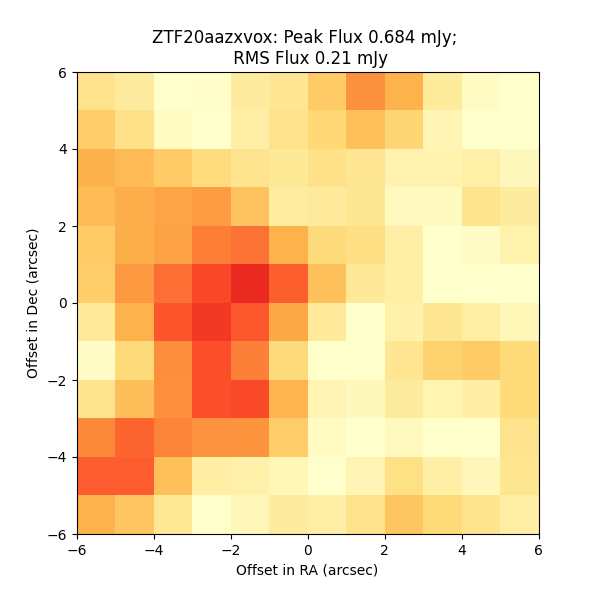 ZTF20aazxvox: Peak Flux 0.684 mJy;
RMS Flux 0.21 mJy
6
4
2
0
−2
−4
−6
Offset in Dec (arcsec)
−6 −4 −2 0 2 4 6
Offset in RA (arcsec)